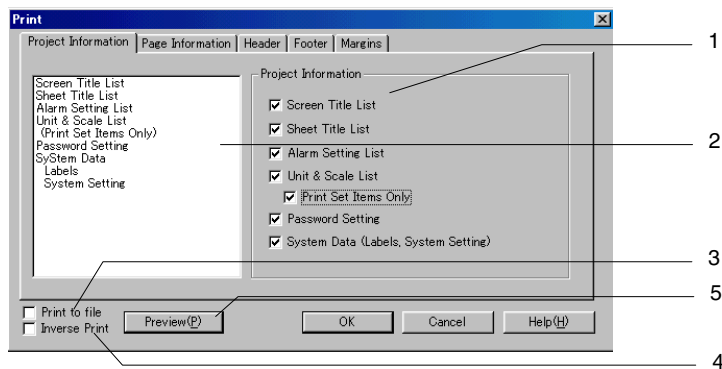 Print
Project Information Page Information Header Footer Margins
1
Screen Title List
Sheet Title List
Alarm Setting List
Unit & Scale List
(Print Set Items Only)
Password Setting
SyStem Data
Labels
System Setting
Project Information
Screen Title List
Sheet Title List
Alarm Setting List
Unit & Scale List
Print Set Items Only
Password Setting
System Data (Labels, System Setting)
2
3
5
Print to file
Inverse Print
Preview(P)
OK
Cancel
Help(H)
4